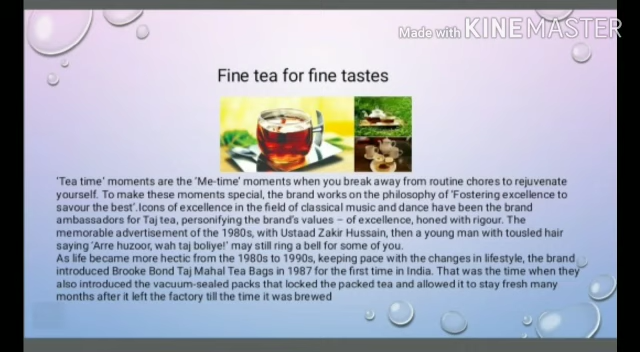 Made with KINEMASTER
Fine tea for fine tastes
'Tea time' moments are the 'Me-time' moments when you break away from routine chores to rejuvenate
yourself. To make these moments special, the brand works on the philosophy of 'Fostering excellence to
savour the best'.Icons of excellence in the field of classical music and dance have been the brand
ambassadors for Taj tea, personifying the brand's values – of excellence, honed with rigour. The
memorable advertisement of the 1980s, with Ustaad Zakir Hussain, then a young man with tousled hair
saying 'Arre huzoor, wah taj boliye!' may still ring a bell for some of you.
As life became more hectic from the 1980s to 1990s, keeping pace with the changes in lifestyle, the brand
introduced Brooke Bond Taj Mahal Tea Bags in 1987 for the first time in India. That was the time when they
also introduced the vacuum-sealed packs that locked the packed tea and allowed it to stay fresh many
months after it left the factory till the time it was brewed